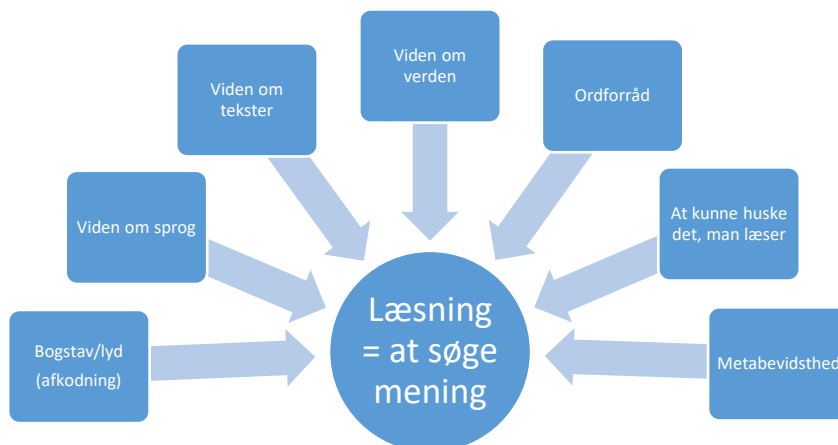 Viden om
verden
Viden om
tekster
Ordforråd
Viden om sprog
At kunne huske
det, man læser
Bogstav/lyd
(afkodning)
Læsning
= at søge
mening
Metabevidsthed